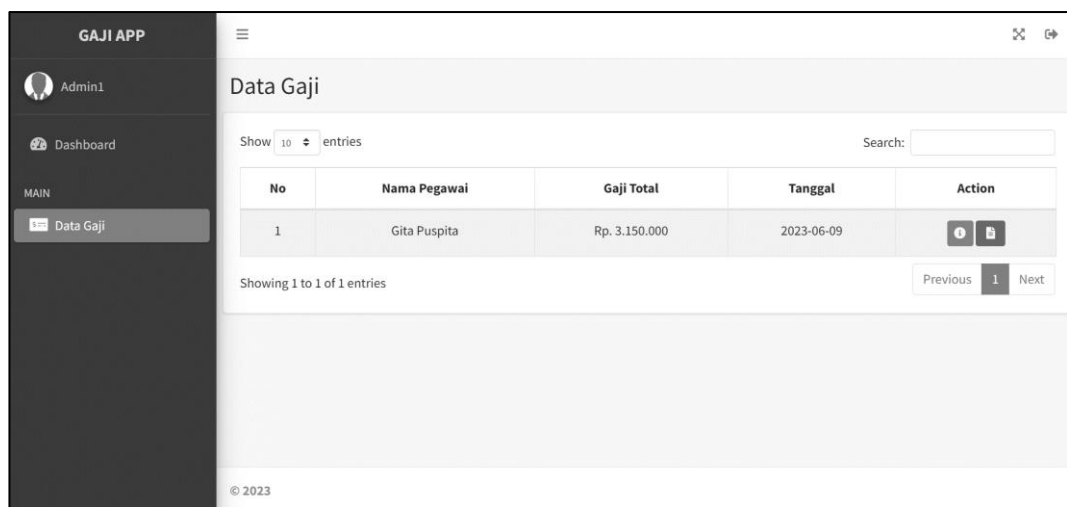 GAJI APP
Admin1
Dashboard
MAIN
Data Gaji
Data Gaji
Show 10 entries
Search:
No Nama Pegawai Gaji Total Tanggal Action
1 Gita Puspita Rp. 3.150.000 2023-06-09
Showing 1 to 1 of 1 entries
Previous 1 Next
© 2023